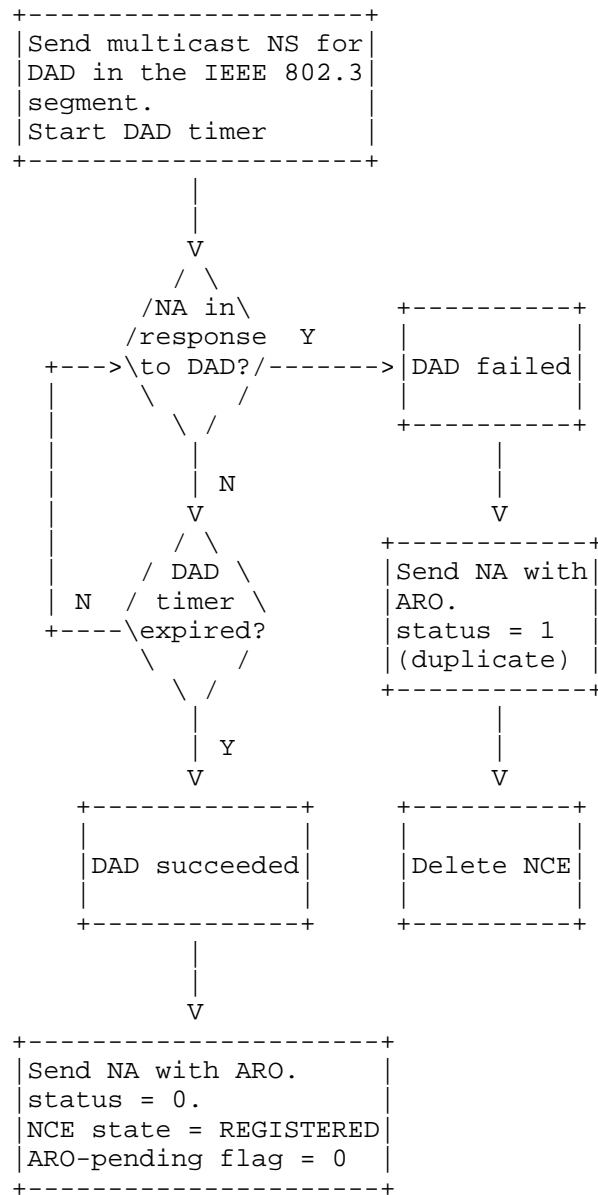 Send multicast NS for
DAD in the IEEE 802.3
segment.
Start DAD timer
NA in
response Y
to DAD?
DAD failed
N
DAD
N timer
expired?
Send NA with
ARO.
status = 1
(duplicate)
Y
DAD succeeded
Delete NCE
Send NA with ARO.
status = 0.
NCE state = REGISTERED
ARO-pending flag = 0